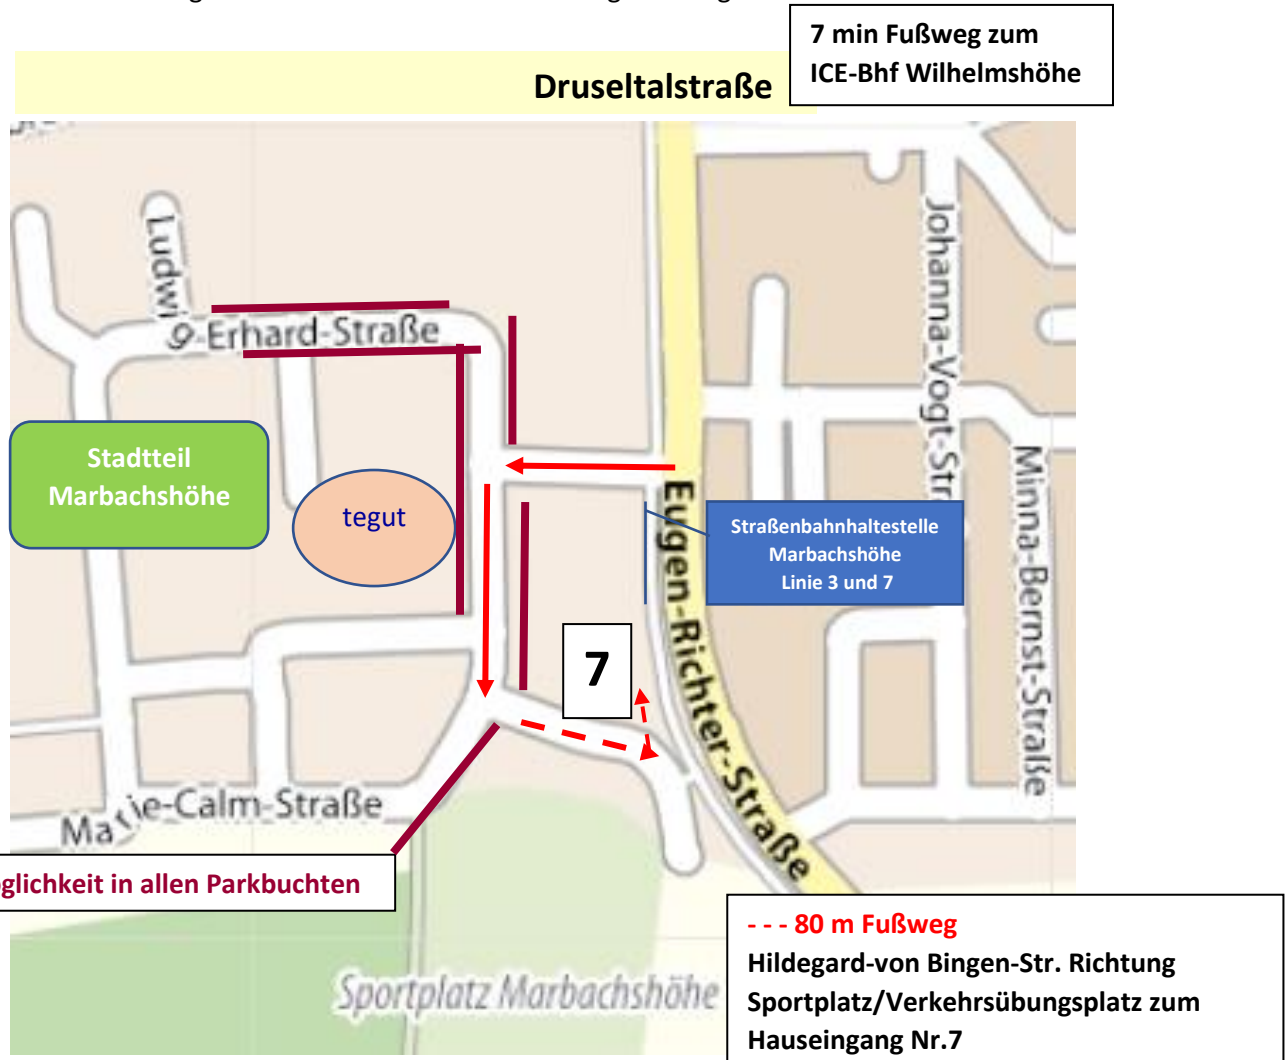 7 min Fußweg zum
ICE-Bhf Wilhelmshöhe
Druseltalstraße
Ludwi
g-Erhard-Straße
Johanna-Vogt-Str
Stadtteil
Marbachshöhe
tegut
Minna-Bernst-Straße
Eugen-Richter-Straße
Straßenbahnhaltestelle
Marbachshöhe
Linie 3 und 7
7
Marie-Calm-Straße
glichkeit in allen Parkbuchten
- - - 80 m Fußweg
Hildegard-von Bingen-Str. Richtung
Sportplatz/Verkehrsübungsplatz zum
Hauseingang Nr.7
Sportplatz Marbachshöhe